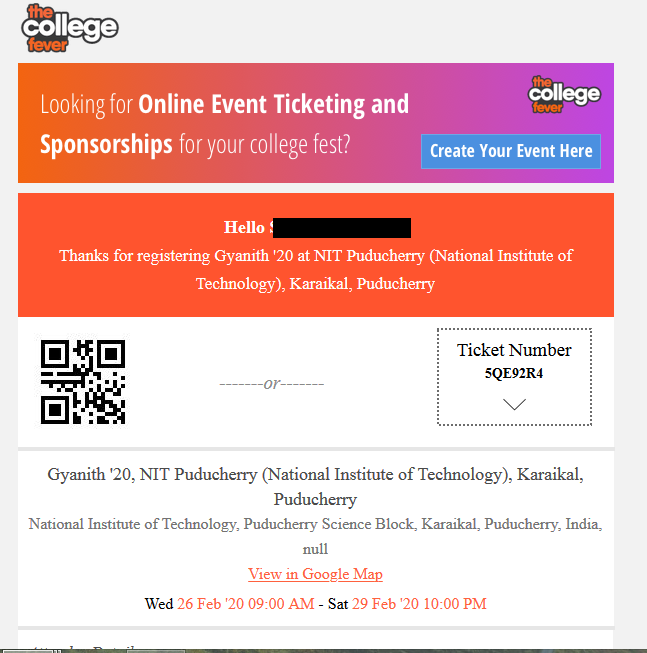 the
college
fever
Looking for Online Event Ticketing and
Sponsorships for your college fest?
the
college
fever
Create Your Event Here
Hello
Thanks for registering Gyanith '20 at NIT Puducherry (National Institute of
Technology), Karaikal, Puducherry
-------or-------
Ticket Number
5QE92R4
Gyanith '20, NIT Puducherry (National Institute of Technology), Karaikal,
Puducherry
National Institute of Technology, Puducherry Science Block, Karaikal, Puducherry, India,
null
View in Google Map
Wed 26 Feb '20 09:00 AM - Sat 29 Feb '20 10:00 PM